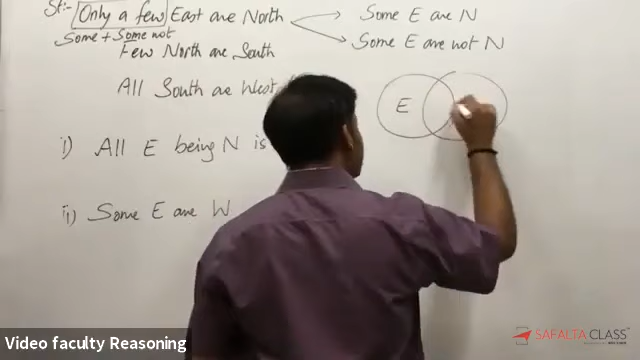 St:- Only a few East are North
Some E are N
Some + Some not
Some E are not N
Few North are South
All South are West
E
i) All E being N is
ii) Some E are W
SAFALTA CLASS
Video faculty Reasoning